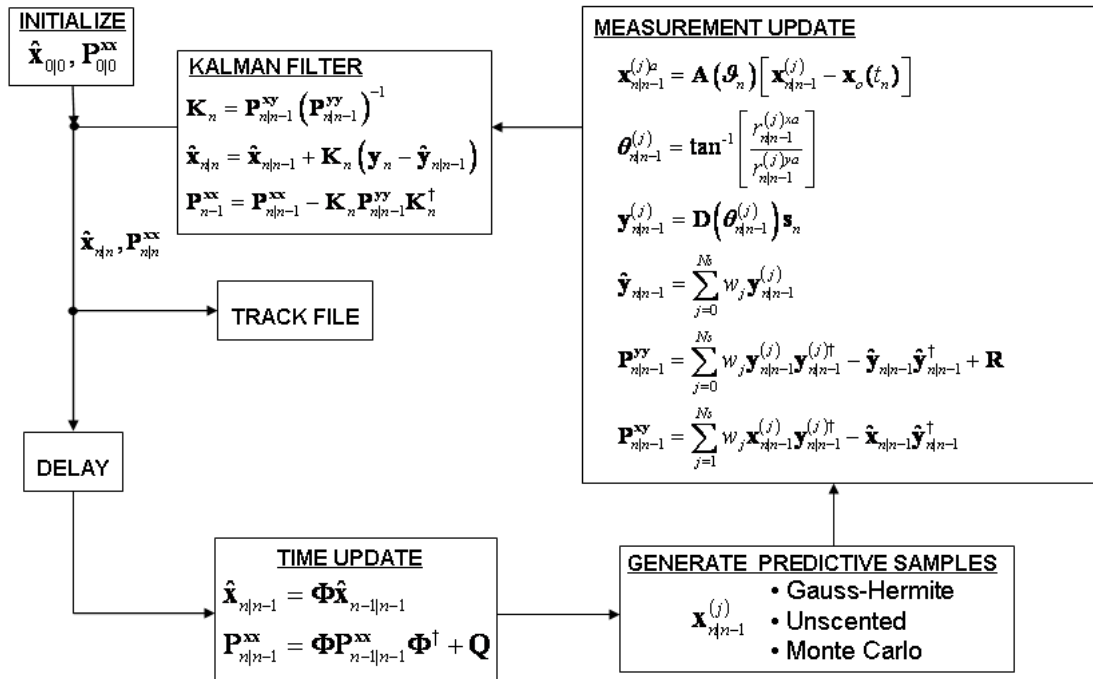 INITIALIZE
x̂_{0|0}, P^{xx}_{0|0}
KALMAN FILTER
K_n = P^{xy}_{n|n-1} (P^{yy}_{n|n-1})^{-1}
x̂_{n|n} = x̂_{n|n-1} + K_n (y_n − ŷ_{n|n-1})
P^{xx}_{n-1} = P^{xx}_{n|n-1} − K_n P^{yy}_{n|n-1} K_n^†
x̂_{n|n}, P^{xx}_{n|n}
TRACK FILE
DELAY
TIME UPDATE
x̂_{n|n-1} = Φx̂_{n-1|n-1}
P^{xx}_{n|n-1} = ΦP^{xx}_{n-1|n-1}Φ^† + Q
GENERATE PREDICTIVE SAMPLES
x^{(j)}_{n|n-1}
• Gauss-Hermite
• Unscented
• Monte Carlo
MEASUREMENT UPDATE
x^{(j)a}_{n|n-1} = A(ϑ_n)[x^{(j)}_{n|n-1} − x_o(t_n)]
θ^{(j)}_{n|n-1} = tan^{-1}[r^{(j)xa}_{n|n-1} / r^{(j)ya}_{n|n-1}]
y^{(j)}_{n|n-1} = D(θ^{(j)}_{n|n-1})s_n
ŷ_{n|n-1} = ∑_{j=0}^{Ns} w_j y^{(j)}_{n|n-1}
P^{yy}_{n|n-1} = ∑_{j=0}^{Ns} w_j y^{(j)}_{n|n-1} y^{(j)†}_{n|n-1} − ŷ_{n|n-1} ŷ^†_{n|n-1} + R
P^{xy}_{n|n-1} = ∑_{j=1}^{Ns} w_j x^{(j)}_{n|n-1} y^{(j)†}_{n|n-1} − x̂_{n|n-1} ŷ^†_{n|n-1}